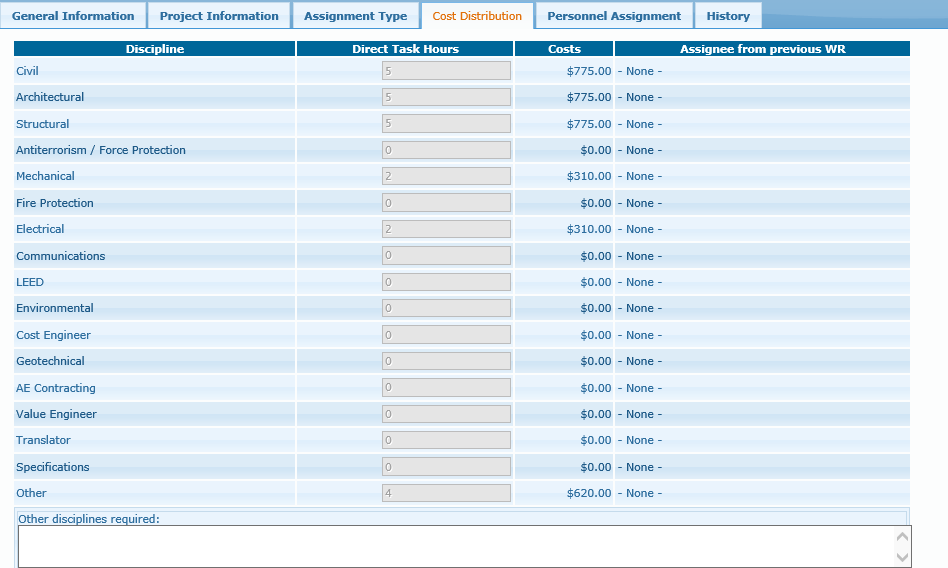 General Information Project Information Assignment Type Cost Distribution Personnel Assignment History
Discipline Direct Task Hours Costs Assignee from previous WR
Civil 5 $775.00 - None -
Architectural 5 $775.00 - None -
Structural 5 $775.00 - None -
Antiterrorism / Force Protection 0 $0.00 - None -
Mechanical 2 $310.00 - None -
Fire Protection 0 $0.00 - None -
Electrical 2 $310.00 - None -
Communications 0 $0.00 - None -
LEED 0 $0.00 - None -
Environmental 0 $0.00 - None -
Cost Engineer 0 $0.00 - None -
Geotechnical 0 $0.00 - None -
AE Contracting 0 $0.00 - None -
Value Engineer 0 $0.00 - None -
Translator 0 $0.00 - None -
Specifications 0 $0.00 - None -
Other 4 $620.00 - None -
Other disciplines required: